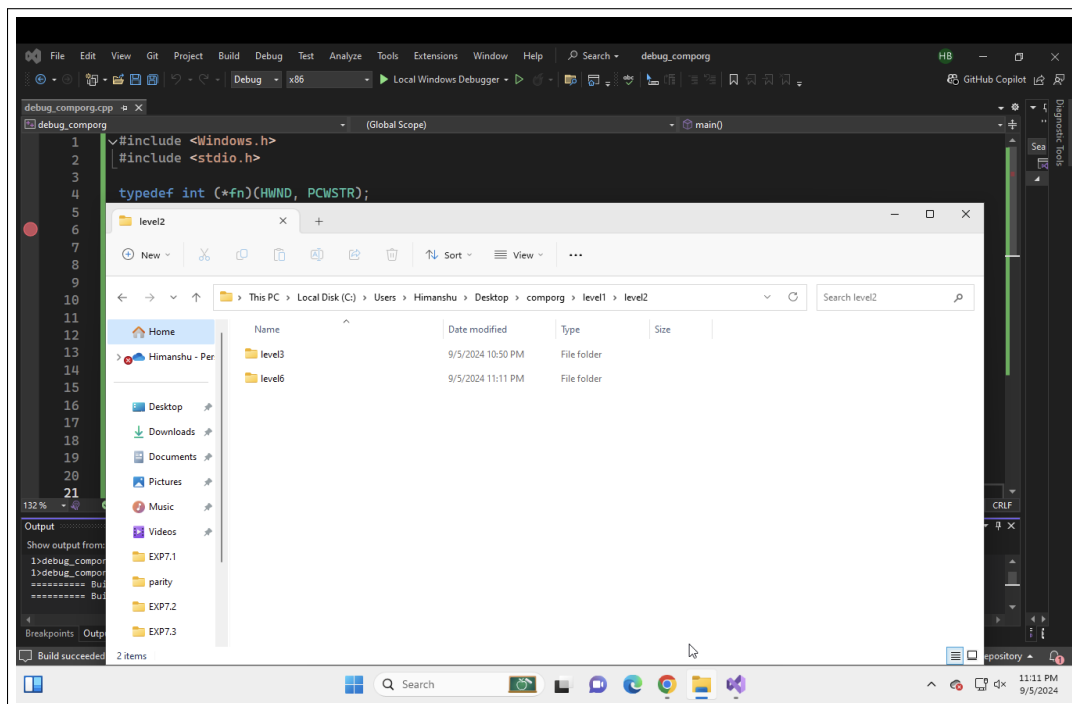 File Edit View Git Project Build Debug Test Analyze Tools Extensions Window Help Search debug_comporg HB
Debug x86 Local Windows Debugger GitHub Copilot
debug_comporg.cpp
debug_comporg (Global Scope) main()
Diagnostic Tools
Sea
1 #include <Windows.h>
2 #include <stdio.h>
3
4 typedef int (*fn)(HWND, PCWSTR);
5
6
7
8
9
10
11
12
13
14
15
16
17
18
19
20
21
level2
New Sort View
This PC > Local Disk (C:) > Users > Himanshu > Desktop > comporg > level1 > level2 Search level2
Name Date modified Type Size
level3 9/5/2024 10:50 PM File folder
level6 9/5/2024 11:11 PM File folder
Home
Himanshu - Per
Desktop
Downloads
Documents
Pictures
Music
Videos
EXP7.1
parity
EXP7.2
EXP7.3
2 items
132 % CRLF
Output
Show output from:
1>debug_compor
1>debug_compor
========== Bui
========== Bui
Breakpoints Outp
Build succeeded epository
Search
11:11 PM
9/5/2024